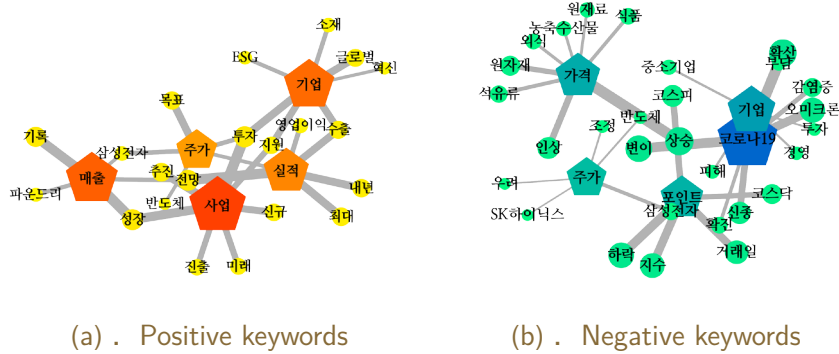 소재
ESG
글로벌
혁신
기업
목표
영업이익
수출
기록
삼성전자
주가
투자
지원
매출
추진
전망
실적
파운드리
반도체
사업
내년
신규
최대
성장
진출
미래
(a) . Positive keywords
원재료
식품
농축수산물
외식
확산
부담
원자재
가격
중소기업
석유류
코스피
감염증
기업
오미크론
반도체
조정
투자
인상
변이
상승
코로나19
경영
피해
우려
주가
포인트
코스닥
삼성전자
SK하이닉스
신종
확진
하락
지수
거래일
(b) . Negative keywords